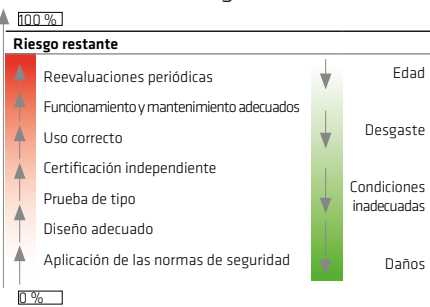 100 %
Riesgo restante
Reevaluaciones periódicas
Funcionamiento y mantenimiento adecuados
Uso correcto
Certificación independiente
Prueba de tipo
Diseño adecuado
Aplicación de las normas de seguridad
Edad
Desgaste
Condiciones
inadecuadas
Daños
0 %